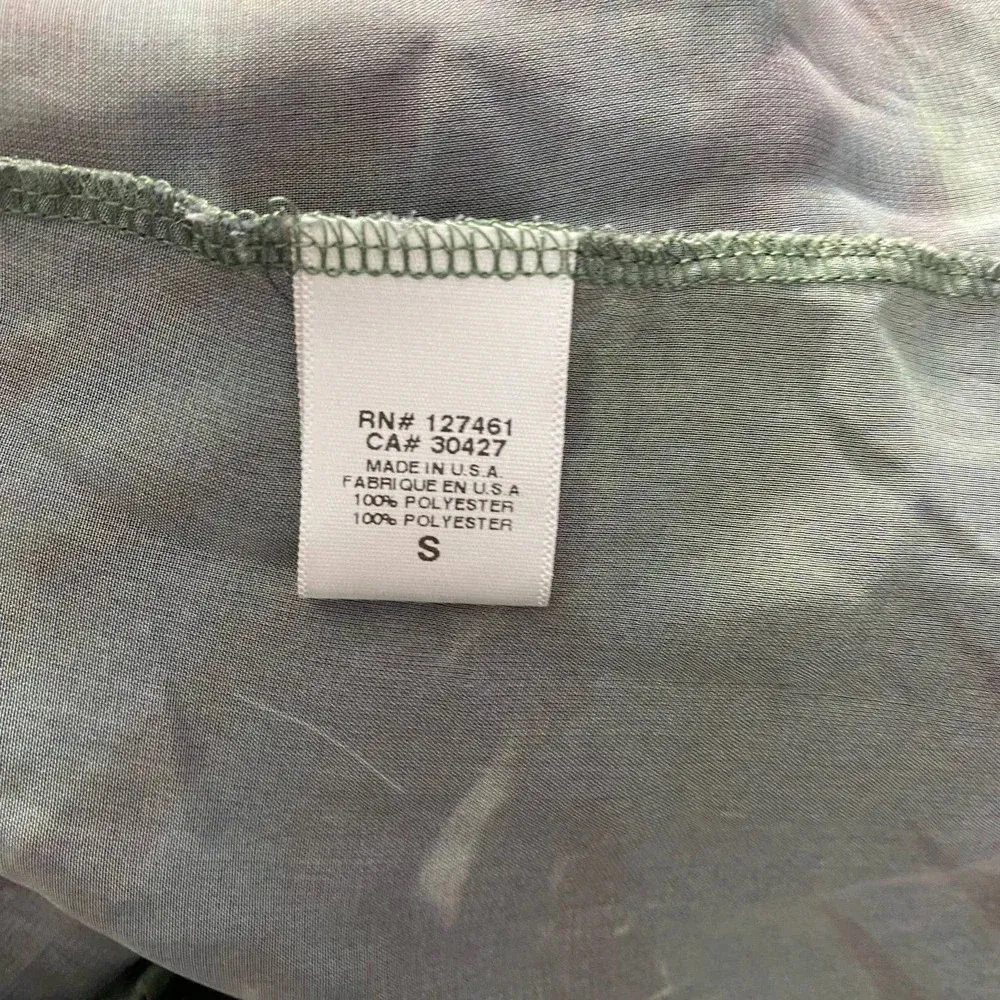 RN# 127461
CA# 30427
MADE IN U.S.A.
FABRIQUE EN U.S.A
100% POLYESTER
100% POLYESTER
S